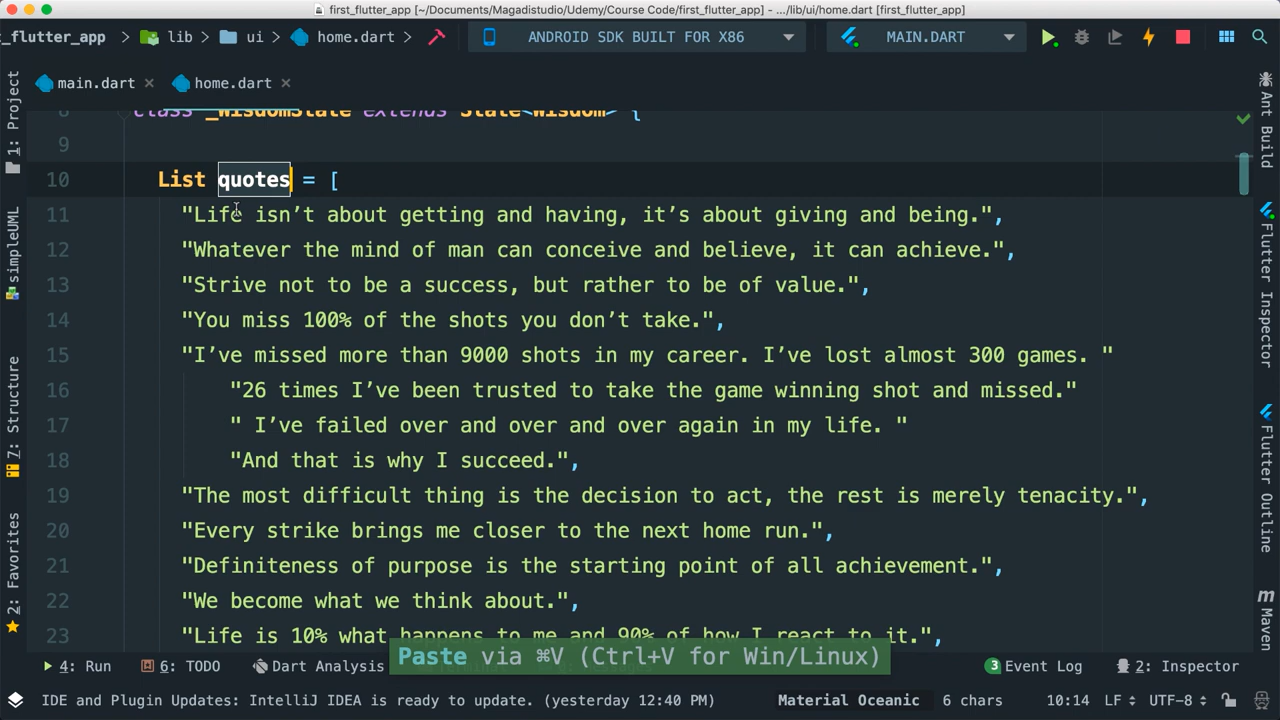 first_flutter_app [~/Documents/Magadistudio/Udemy/Course Code/first_flutter_app] - .../lib/ui/home.dart [first_flutter_app]
t_flutter_app lib ui home.dart ANDROID SDK BUILT FOR X86 MAIN.DART
main.dart home.dart
1: Project
simpleUML
7: Structure
2: Favorites
8 class _WisdomState extends State<Wisdom> {
9
10 List quotes = [
11 "Life isn’t about getting and having, it’s about giving and being.",
12 "Whatever the mind of man can conceive and believe, it can achieve.",
13 "Strive not to be a success, but rather to be of value.",
14 "You miss 100% of the shots you don’t take.",
15 "I’ve missed more than 9000 shots in my career. I’ve lost almost 300 games. "
16 "26 times I’ve been trusted to take the game winning shot and missed."
17 " I’ve failed over and over and over again in my life. "
18 "And that is why I succeed.",
19 "The most difficult thing is the decision to act, the rest is merely tenacity.",
20 "Every strike brings me closer to the next home run.",
21 "Definiteness of purpose is the starting point of all achievement.",
22 "We become what we think about.",
23 "Life is 10% what happens to me and 90% of how I react to it.",
Paste via ⌘V (Ctrl+V for Win/Linux)
Ant Build
Flutter Inspector
Flutter Outline
m Maven
4: Run 6: TODO Dart Analysis 3 Event Log 2: Inspector
IDE and Plugin Updates: IntelliJ IDEA is ready to update. (yesterday 12:40 PM) Material Oceanic 6 chars 10:14 LF UTF-8